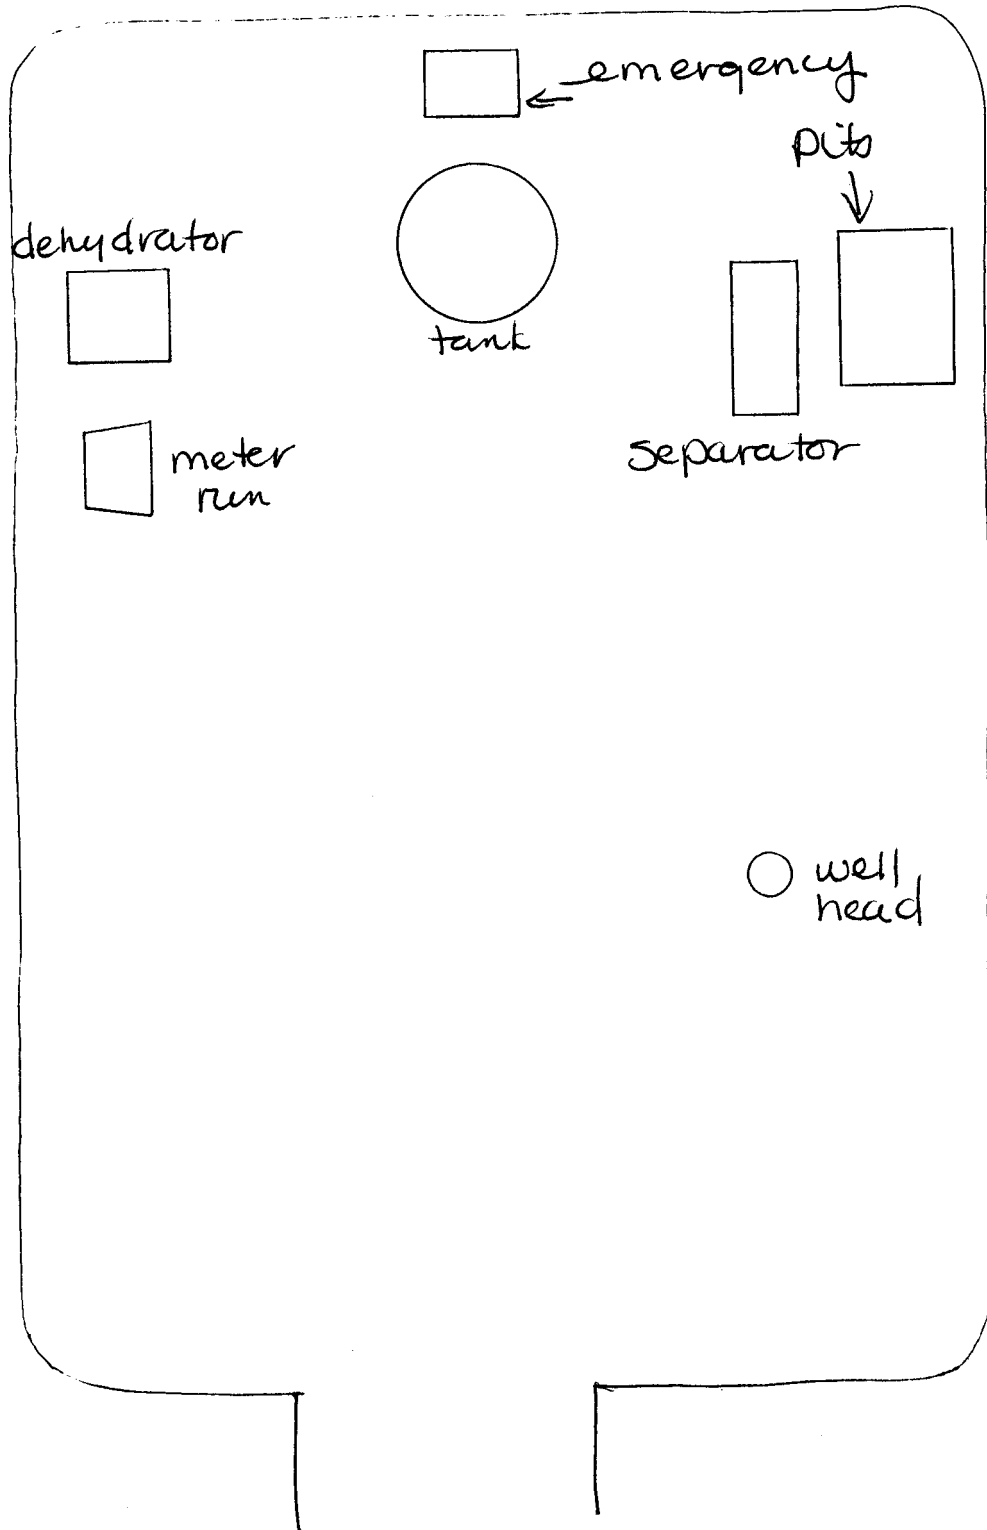 emergency
pits
dehydrator
tank
meter
run
separator
well
head